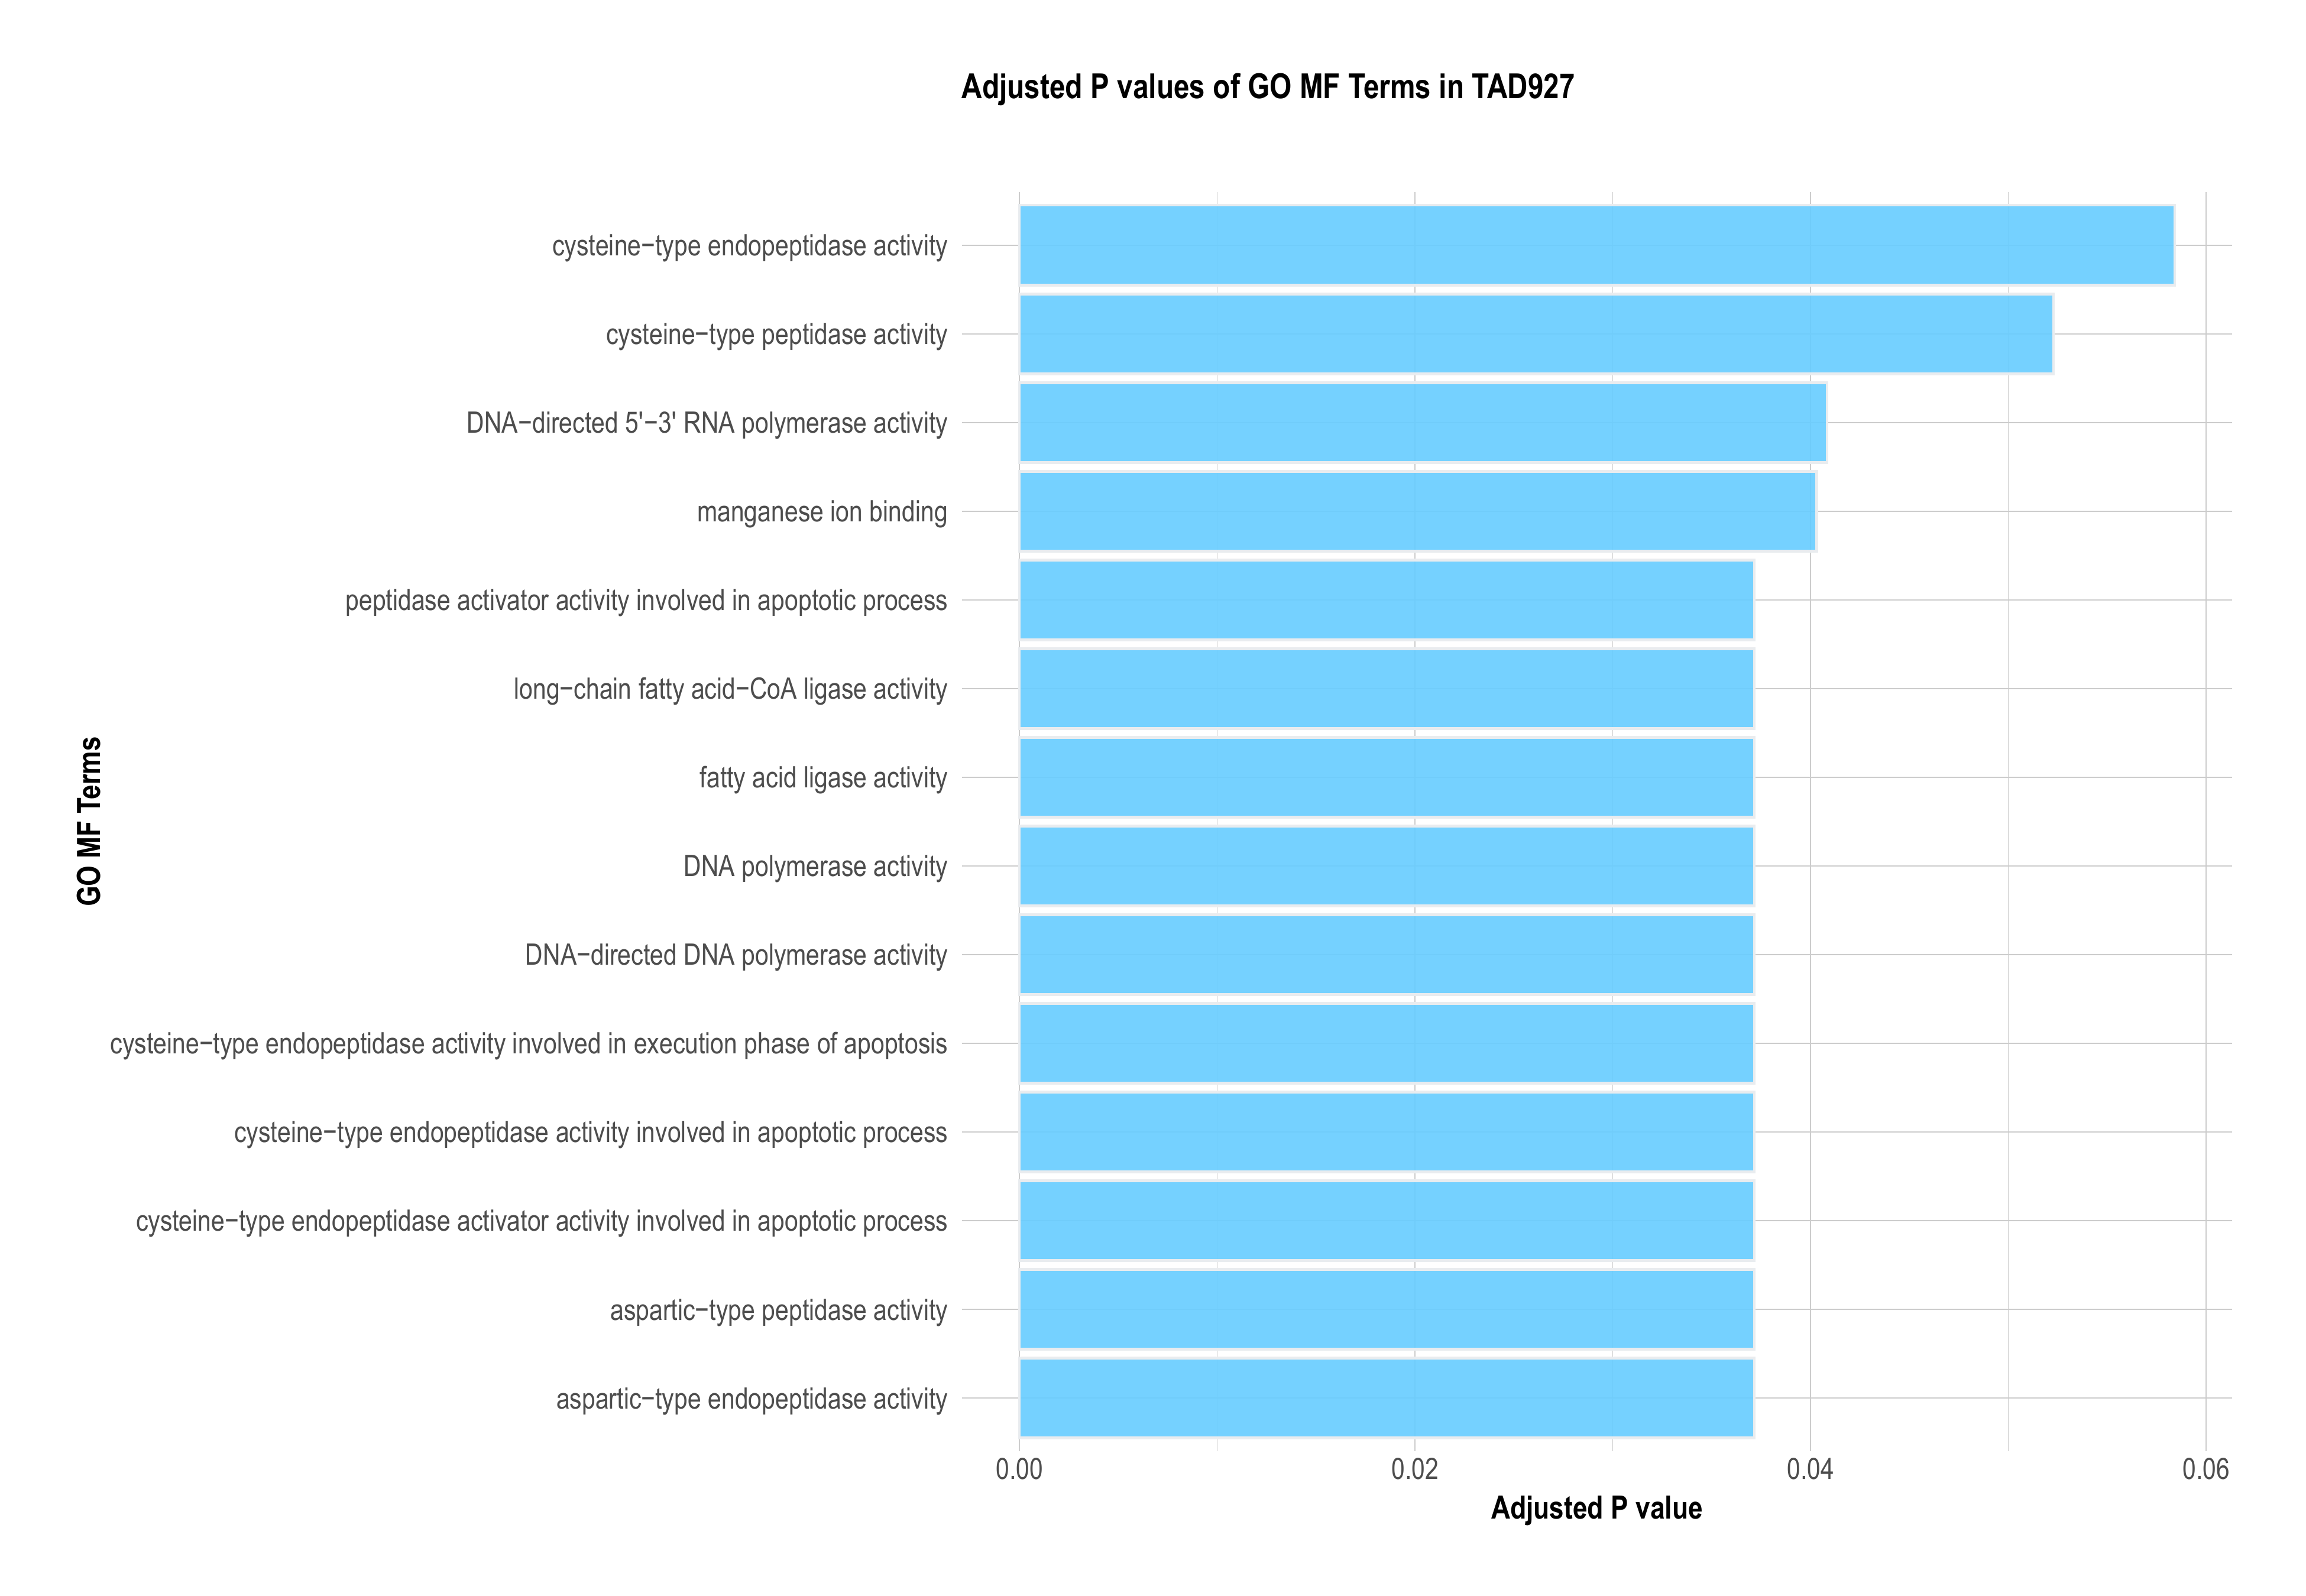 Adjusted P values of GO MF Terms in TAD927
cysteine−type endopeptidase activity
cysteine−type peptidase activity
DNA−directed 5'−3' RNA polymerase activity
manganese ion binding
peptidase activator activity involved in apoptotic process
long−chain fatty acid−CoA ligase activity
fatty acid ligase activity
DNA polymerase activity
DNA−directed DNA polymerase activity
cysteine−type endopeptidase activity involved in execution phase of apoptosis
cysteine−type endopeptidase activity involved in apoptotic process
cysteine−type endopeptidase activator activity involved in apoptotic process
aspartic−type peptidase activity
aspartic−type endopeptidase activity
GO MF Terms
0.00 0.02 0.04 0.06
Adjusted P value